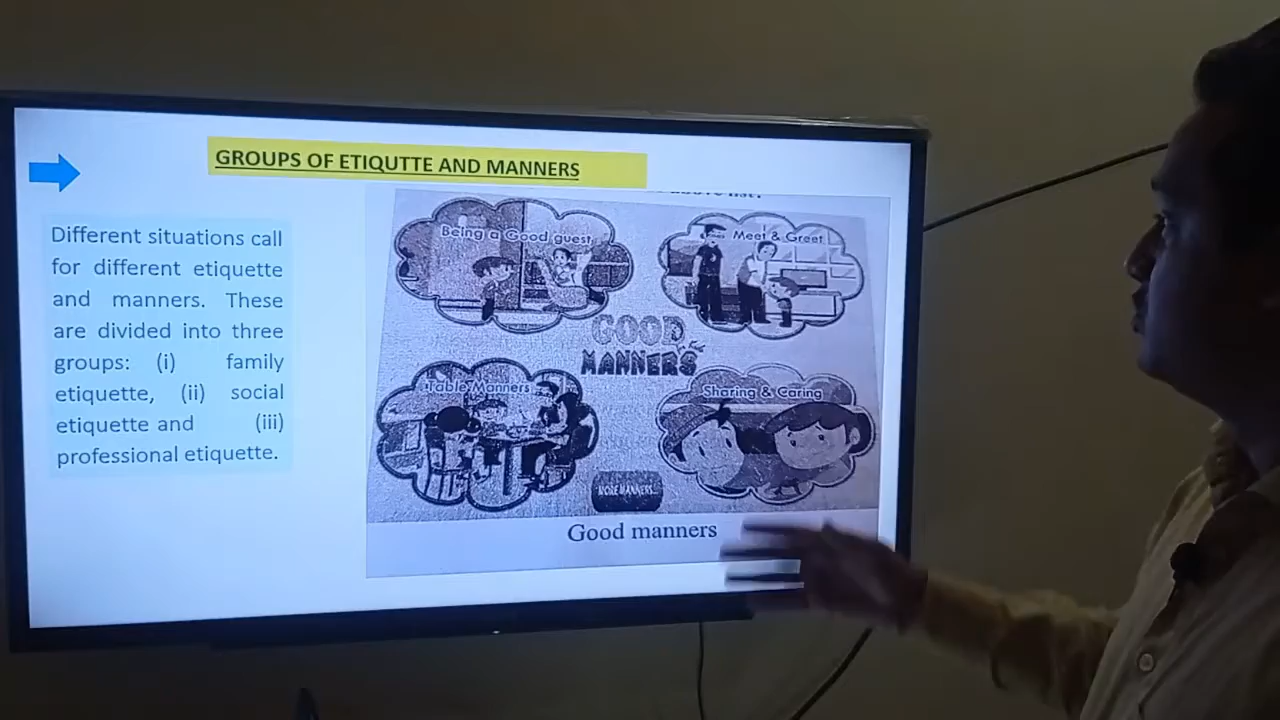 GROUPS OF ETIQUTTE AND MANNERS
Different situations call
for different etiquette
and manners. These
are divided into three
groups: (i) family
etiquette, (ii) social
etiquette and (iii)
professional etiquette.
Being a Good guest
Meet & Greet
GOOD
MANNERS
Table Manners
Sharing & Caring
MORE MANNERS...
Good manners